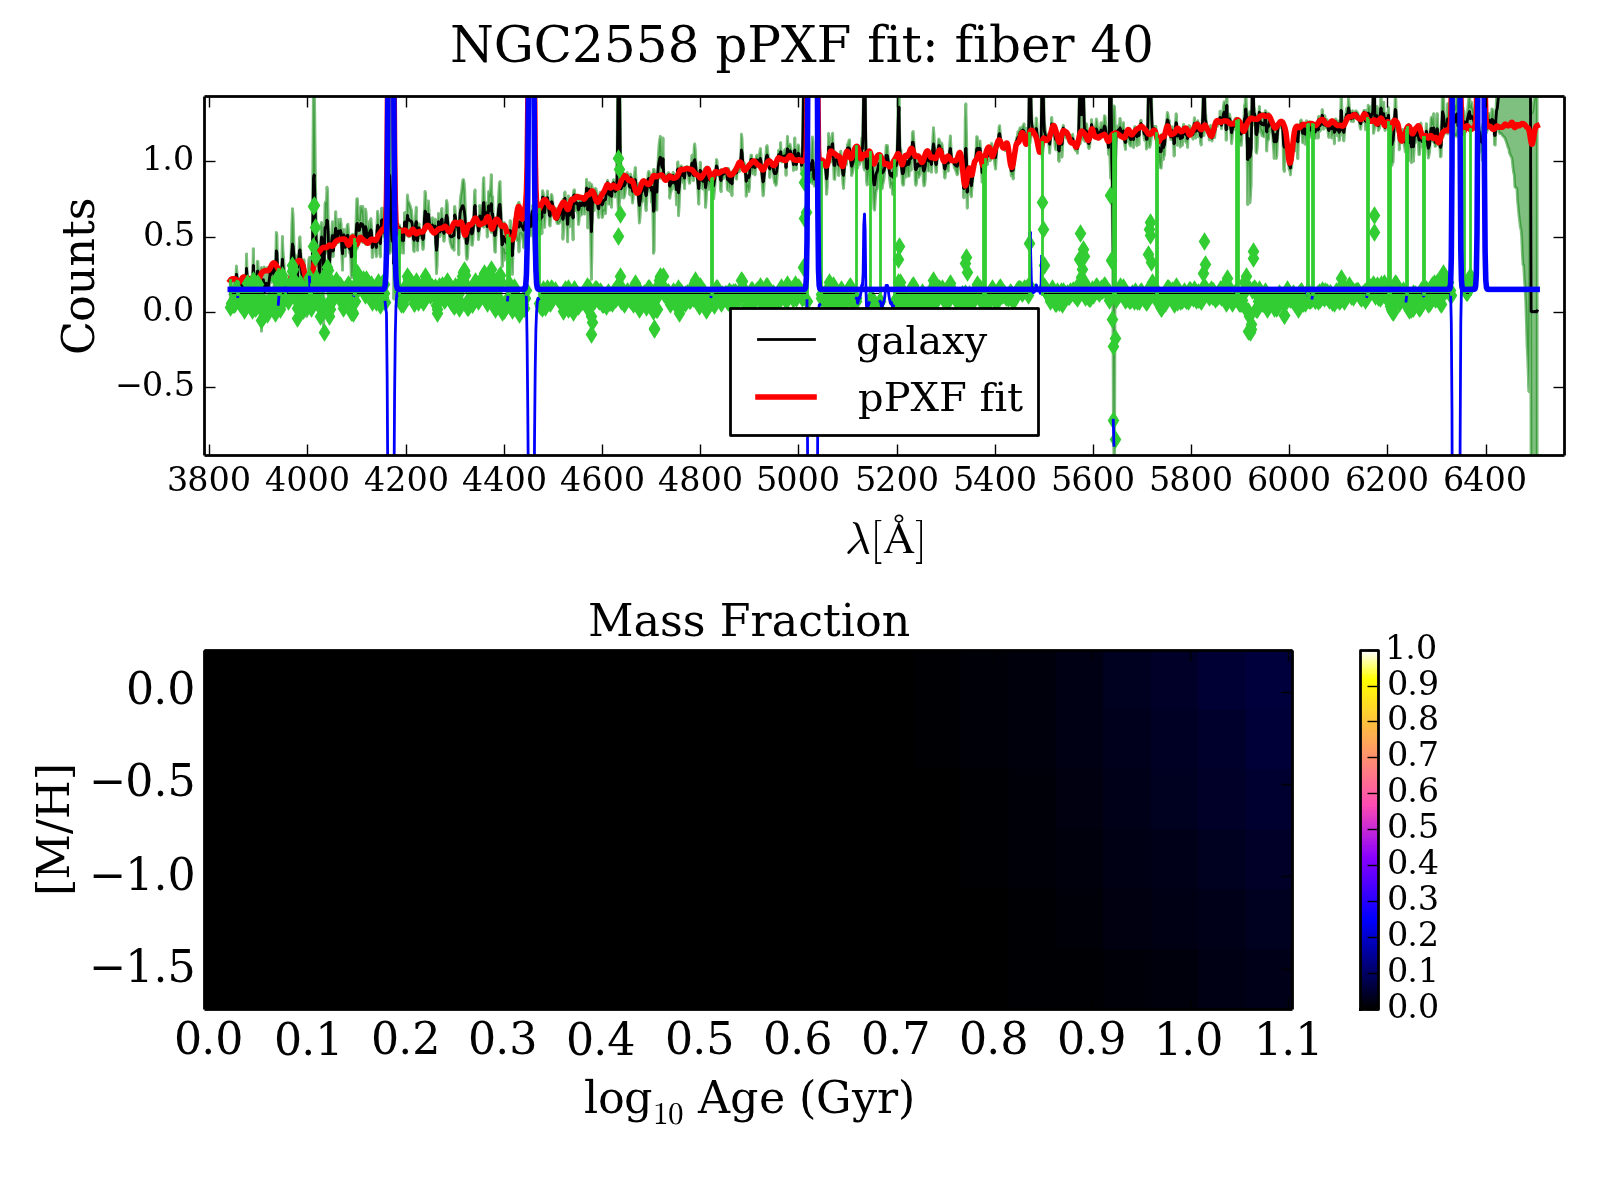 NGC2558 pPXF fit: fiber 40
Counts
1.0
0.5
0.0
−0.5
galaxy
pPXF fit
3800 4000 4200 4400 4600 4800 5000 5200 5400 5600 5800 6000 6200 6400
λ[Å]
Mass Fraction
[M/H]
0.0
−0.5
−1.0
−1.5
0.0 0.1 0.2 0.3 0.4 0.5 0.6 0.7 0.8 0.9 1.0 1.1
log₁₀ Age (Gyr)
1.0
0.9
0.8
0.7
0.6
0.5
0.4
0.3
0.2
0.1
0.0